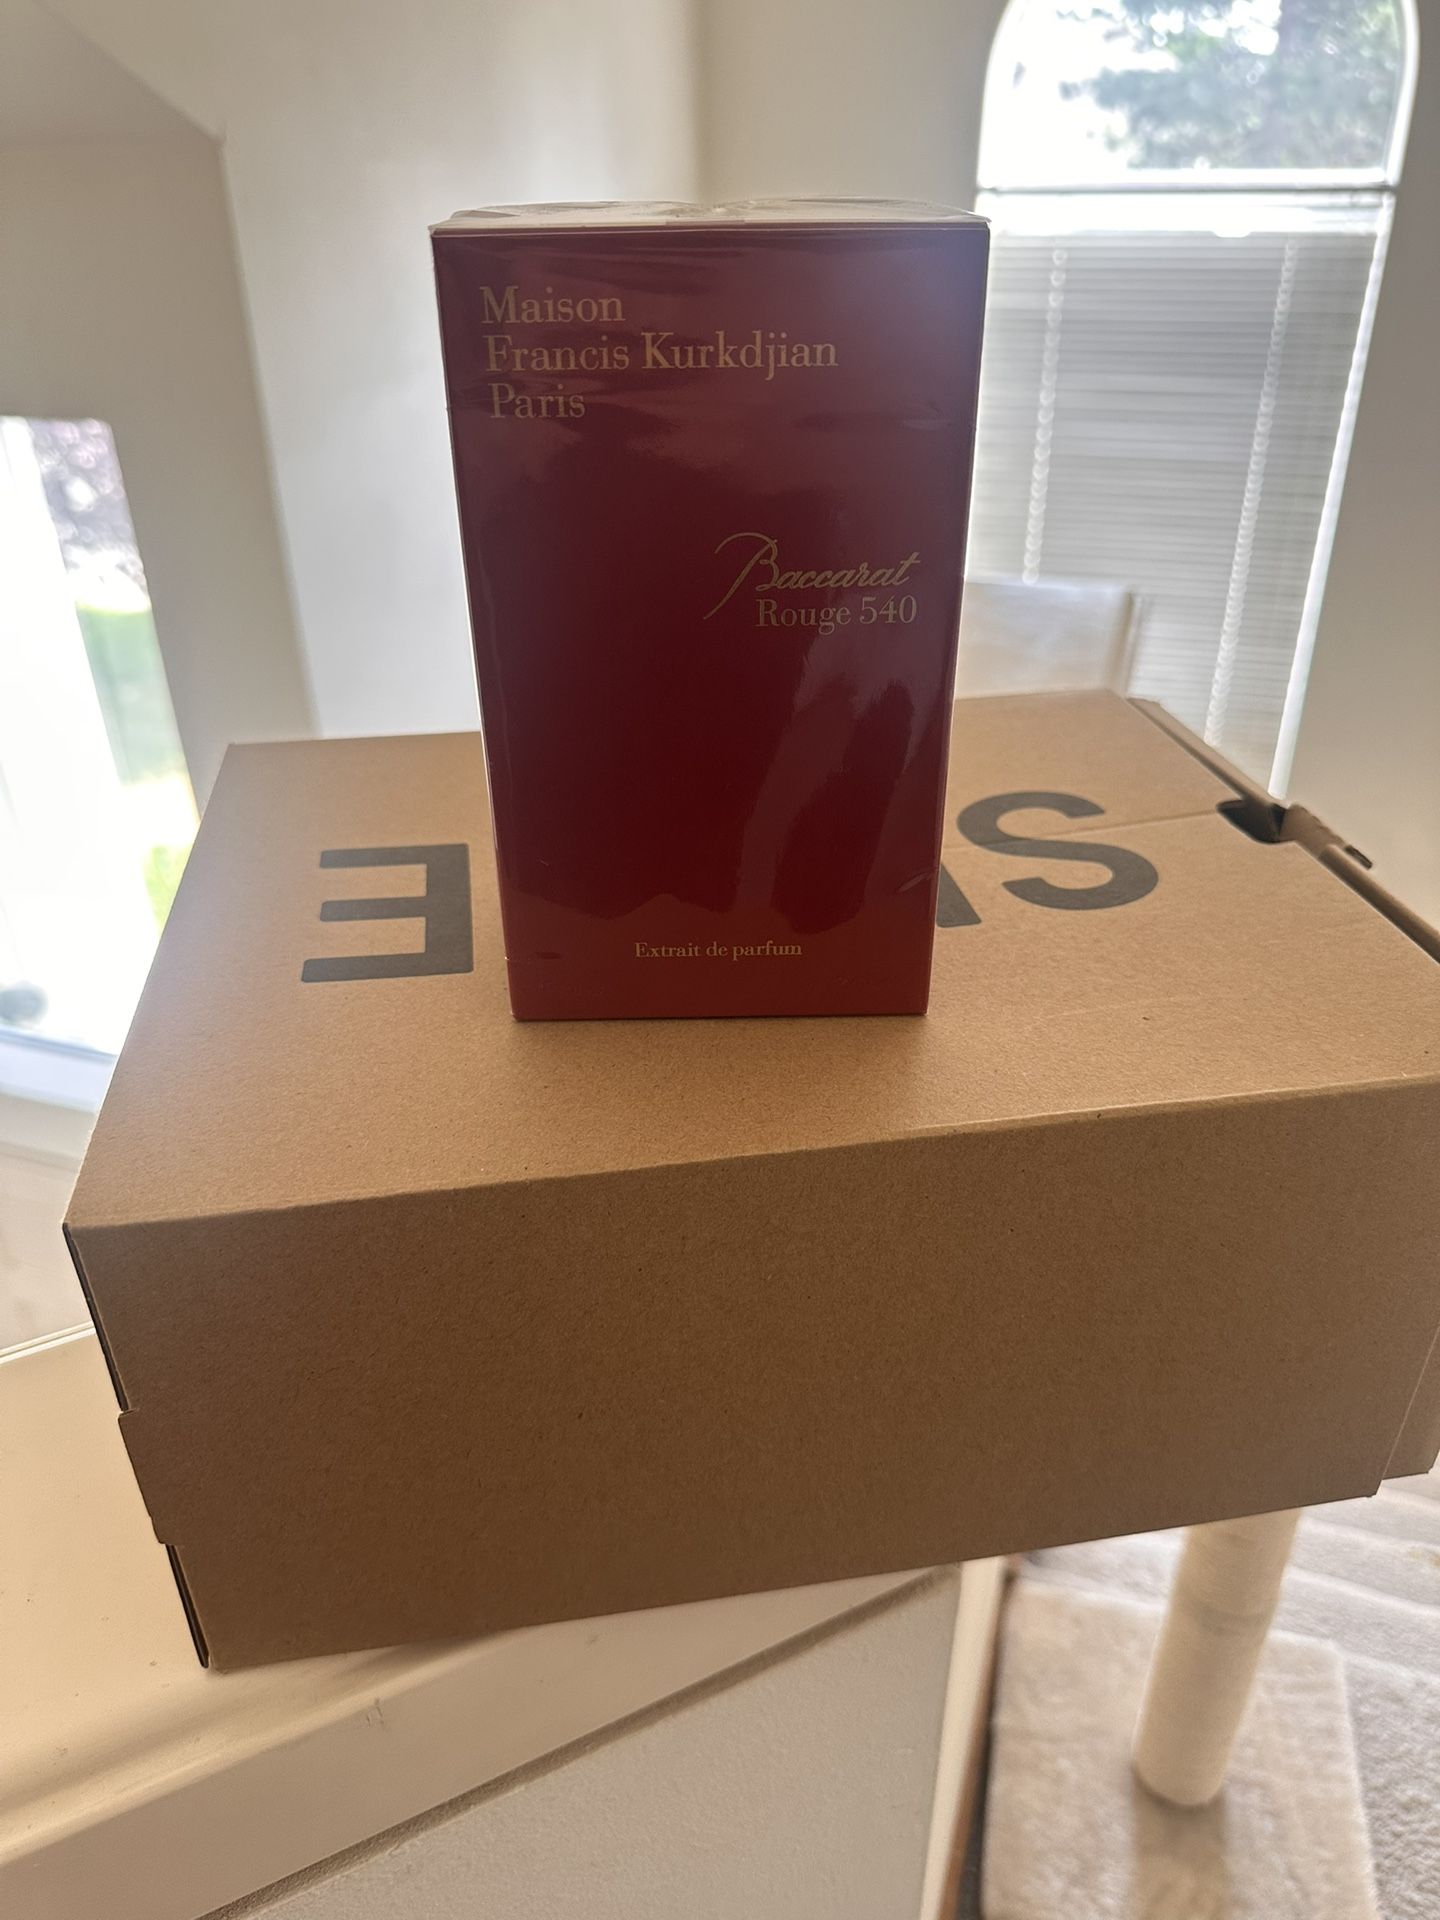 Maison
Francis Kurkdjian
Paris
Baccarat
Rouge 540
Extrait de parfum